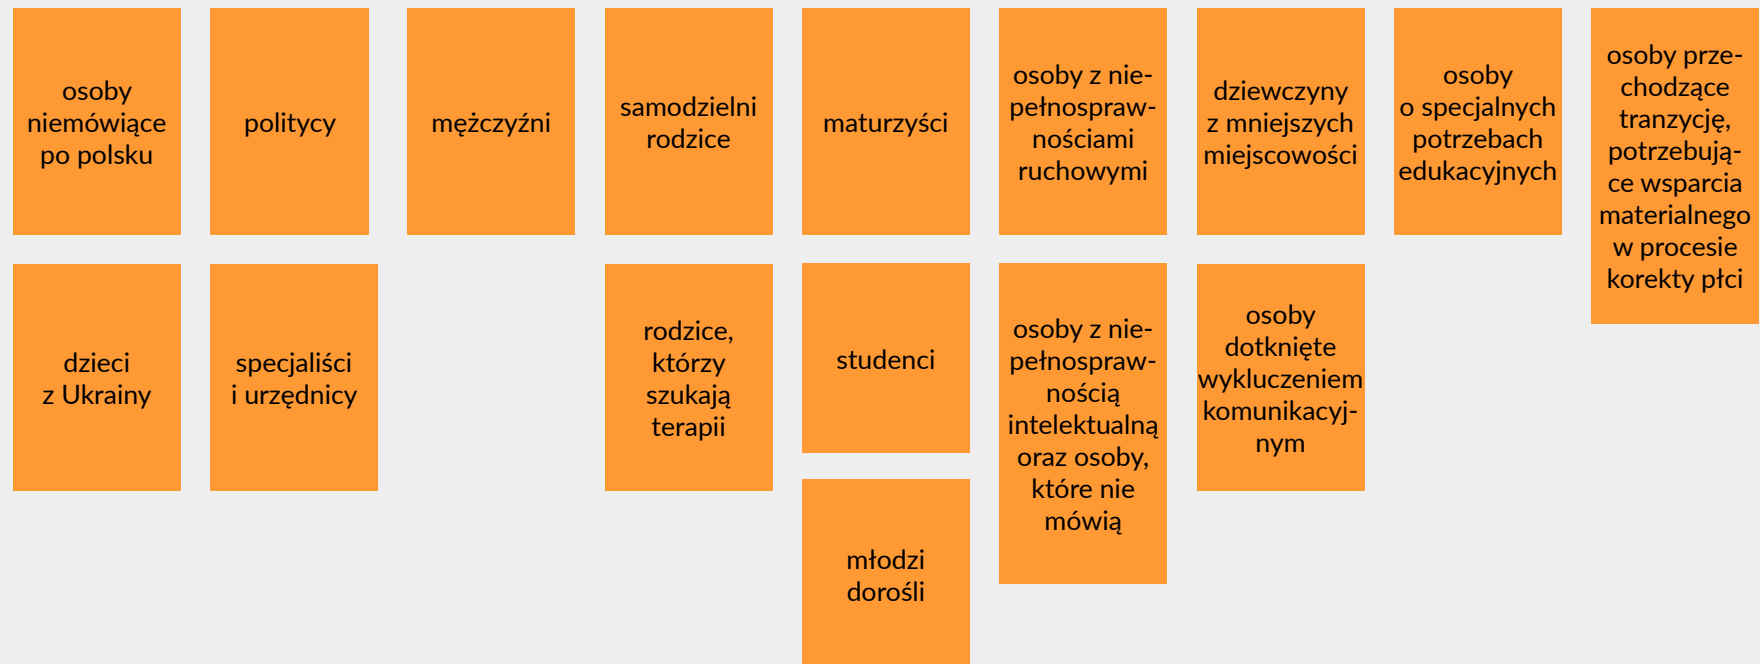 osoby
niemówiące
po polsku
politycy
mężczyźni
samodzielni
rodzice
maturzyści
osoby z nie-
pełnospraw-
nościami
ruchowymi
dziewczyny
z mniejszych
miejscowości
osoby
o specjalnych
potrzebach
edukacyjnych
osoby prze-
chodzące
tranzycję,
potrzebują-
ce wsparcia
materialnego
w procesie
korekty płci
dzieci
z Ukrainy
specjaliści
i urzędnicy
rodzice,
którzy
szukają
terapii
studenci
osoby z nie-
pełnospraw-
nością
intelektualną
oraz osoby,
które nie
mówią
osoby
dotknięte
wykluczeniem
komunikacyj-
nym
młodzi
dorośli